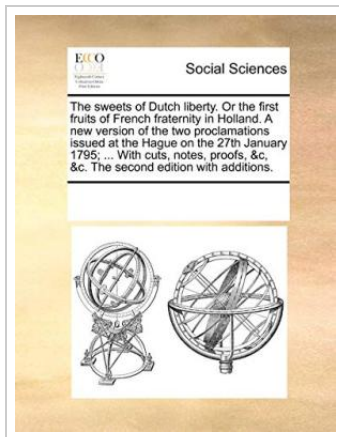 ECCO
Social Sciences
The sweets of Dutch liberty. Or the first
fruits of French fraternity in Holland. A
new version of the two proclamations
issued at the Hague on the 27th January
1795; ... With cuts, notes, proofs, &c,
&c. The second edition with additions.